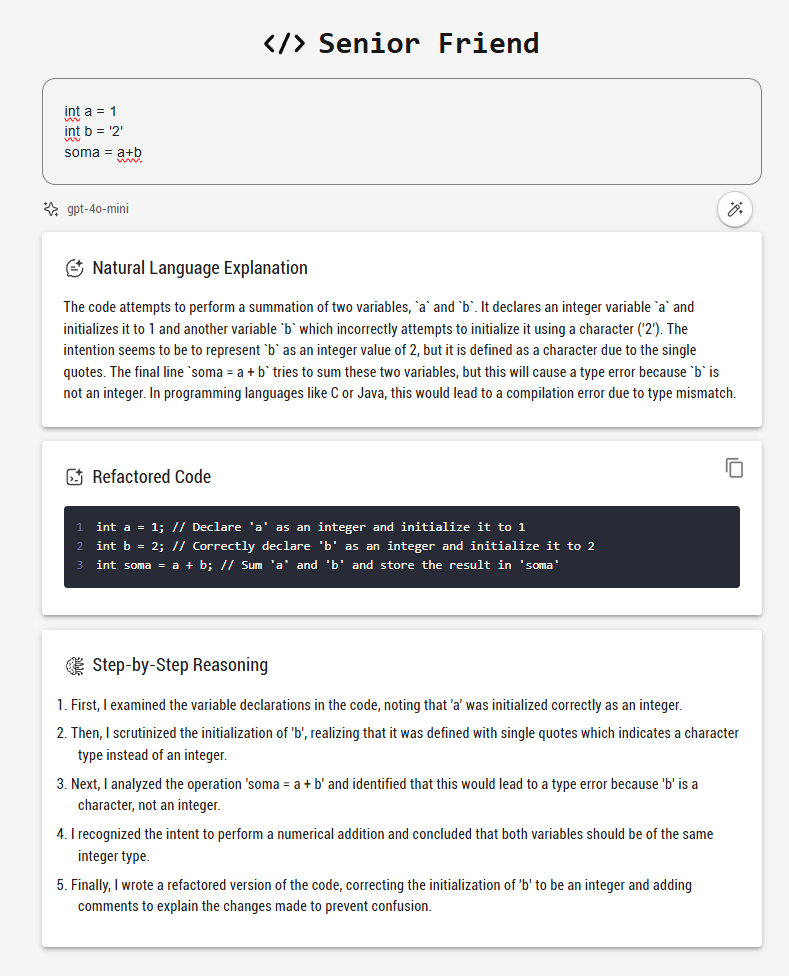 </> Senior Friend
int a = 1
int b = '2'
soma = a+b
gpt-4o-mini
Natural Language Explanation
The code attempts to perform a summation of two variables, `a` and `b`. It declares an integer variable `a` and
initializes it to 1 and another variable `b` which incorrectly attempts to initialize it using a character ('2'). The
intention seems to be to represent `b` as an integer value of 2, but it is defined as a character due to the single
quotes. The final line `soma = a + b` tries to sum these two variables, but this will cause a type error because `b` is
not an integer. In programming languages like C or Java, this would lead to a compilation error due to type mismatch.
Refactored Code
1 int a = 1; // Declare 'a' as an integer and initialize it to 1
2 int b = 2; // Correctly declare 'b' as an integer and initialize it to 2
3 int soma = a + b; // Sum 'a' and 'b' and store the result in 'soma'
Step-by-Step Reasoning
1. First, I examined the variable declarations in the code, noting that 'a' was initialized correctly as an integer.
2. Then, I scrutinized the initialization of 'b', realizing that it was defined with single quotes which indicates a character
type instead of an integer.
3. Next, I analyzed the operation 'soma = a + b' and identified that this would lead to a type error because 'b' is a
character, not an integer.
4. I recognized the intent to perform a numerical addition and concluded that both variables should be of the same
integer type.
5. Finally, I wrote a refactored version of the code, correcting the initialization of 'b' to be an integer and adding
comments to explain the changes made to prevent confusion.